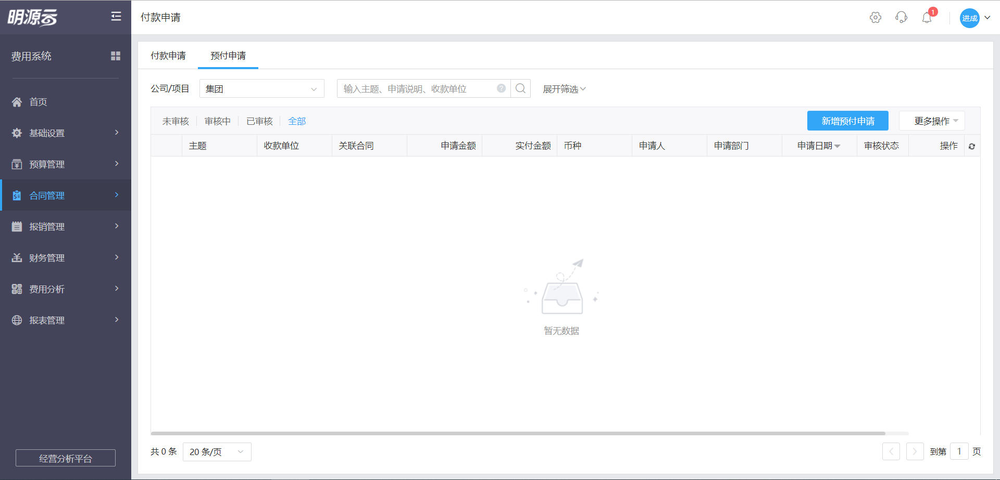 明源云
付款申请
1
进成
费用系统
首页
基础设置
预算管理
合同管理
报销管理
财务管理
费用分析
报表管理
经营分析平台
付款申请 预付申请
公司/项目 集团 输入主题、申请说明、收款单位 ? 展开筛选
未审核 审核中 已审核 全部 新增预付申请 更多操作
主题 收款单位 关联合同 申请金额 实付金额 币种 申请人 申请部门 申请日期 审核状态 操作
暂无数据
共 0 条 20 条/页 到第 1 页